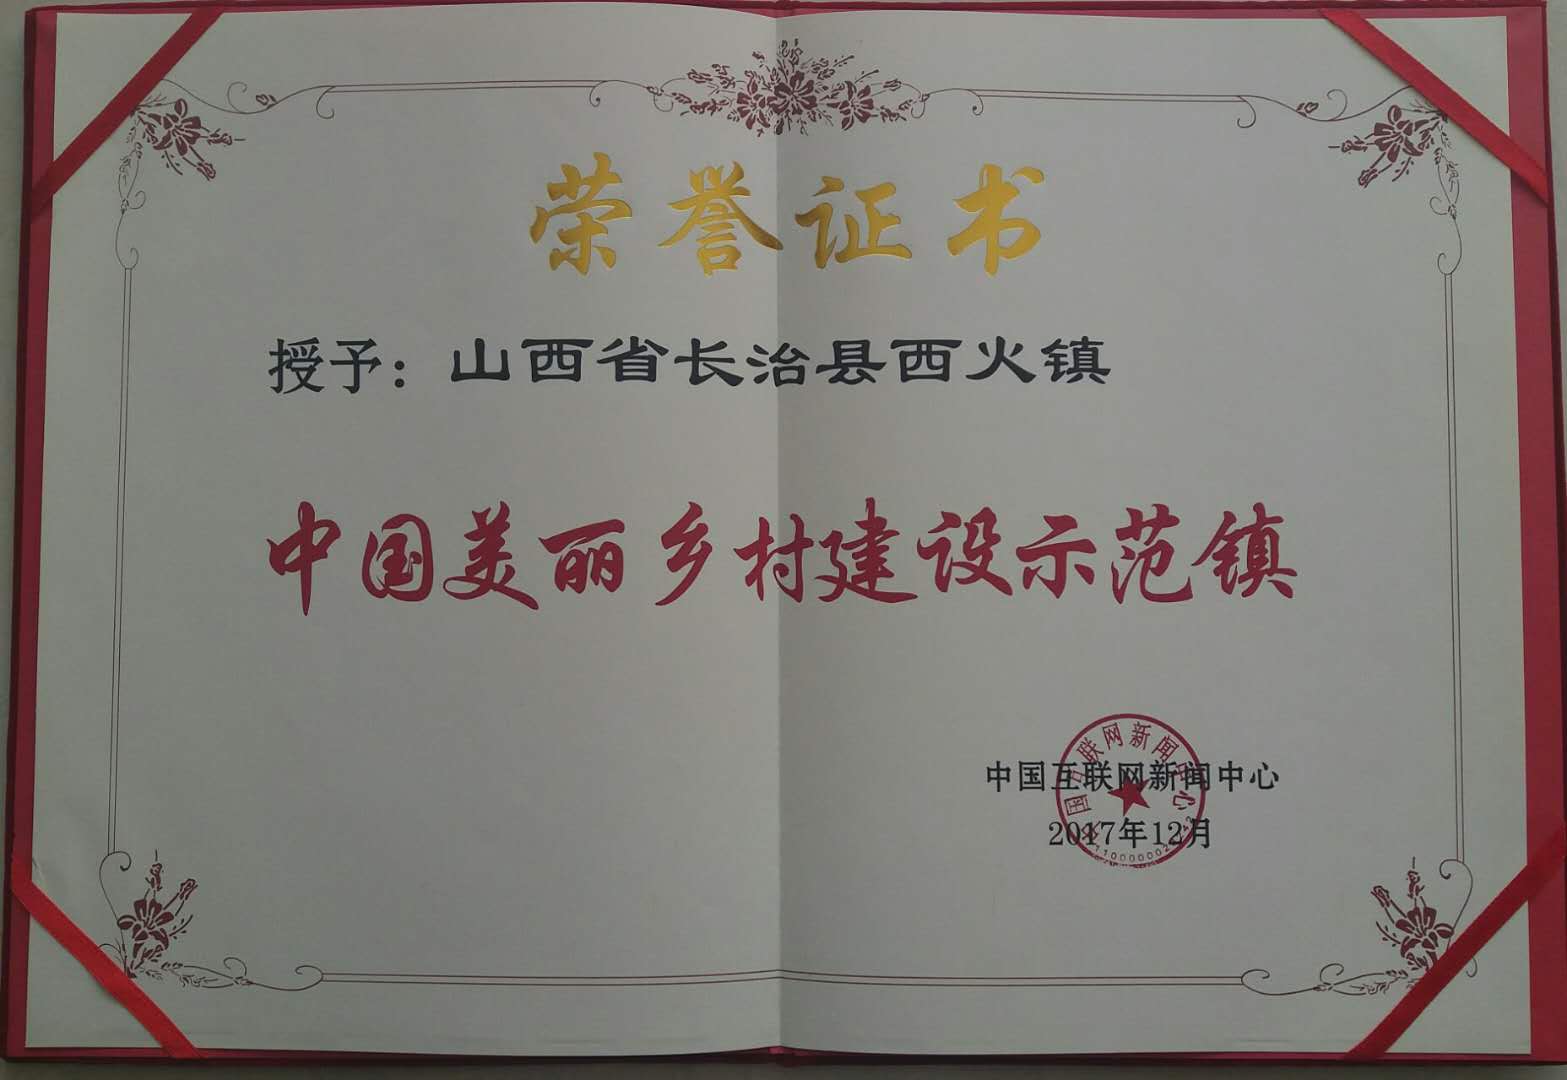 荣誉证书
授予：山西省长治县西火镇
中国美丽乡村建设示范镇
中国互联网新闻中心
2017年12月